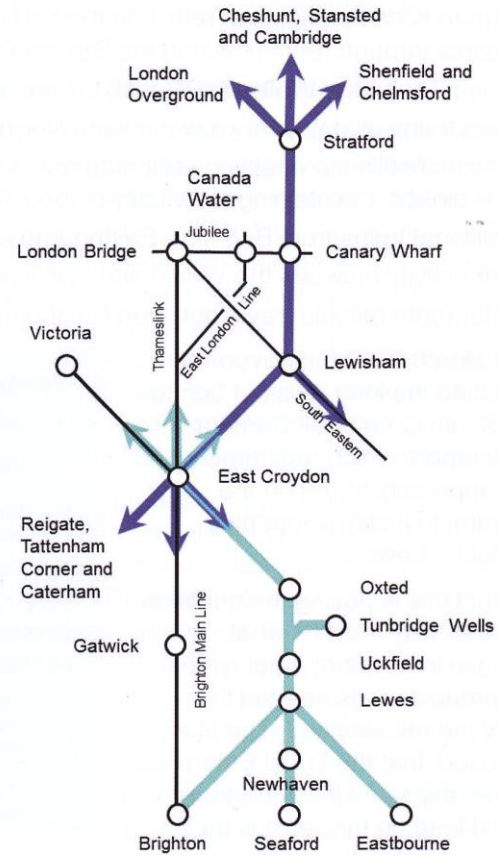 Cheshunt, Stansted
and Cambridge
London
Overground
Shenfield and
Chelmsford
Stratford
Canada
Water
Jubilee
London Bridge
Canary Wharf
Thameslink
East London
Line
Victoria
Lewisham
South Eastern
East Croydon
Reigate,
Tattenham
Corner and
Caterham
Brighton Main Line
Oxted
Tunbridge Wells
Gatwick
Uckfield
Lewes
Newhaven
Brighton
Seaford
Eastbourne